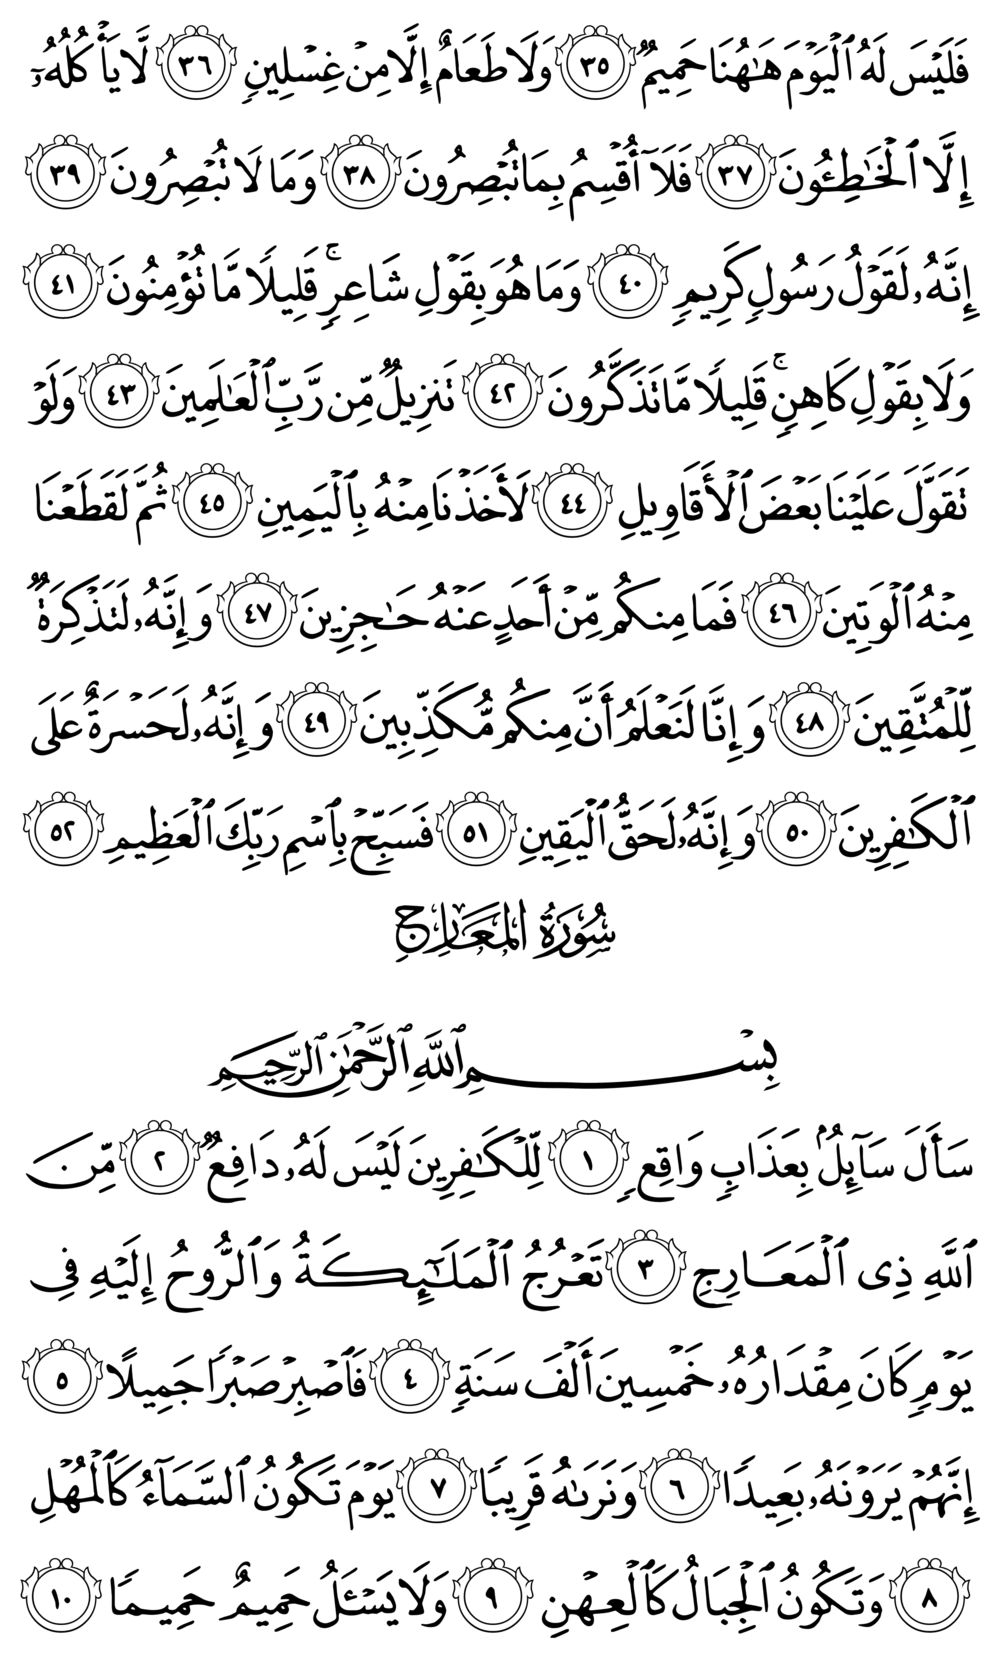 فَلَيْسَ لَهُ ٱلْيَوْمَ هَٰهُنَا حَمِيمٌ ٣٥ وَلَا طَعَامٌ إِلَّا مِنْ غِسْلِينٍ ٣٦ لَّا يَأْكُلُهُۥٓ
إِلَّا ٱلْخَٰطِـُٔونَ ٣٧ فَلَآ أُقْسِمُ بِمَا تُبْصِرُونَ ٣٨ وَمَا لَا تُبْصِرُونَ ٣٩
إِنَّهُۥ لَقَوْلُ رَسُولٍ كَرِيمٍ ٤٠ وَمَا هُوَ بِقَوْلِ شَاعِرٍ ۚ قَلِيلًا مَّا تُؤْمِنُونَ ٤١
وَلَا بِقَوْلِ كَاهِنٍ ۚ قَلِيلًا مَّا تَذَكَّرُونَ ٤٢ تَنزِيلٌ مِّن رَّبِّ ٱلْعَٰلَمِينَ ٤٣ وَلَوْ
تَقَوَّلَ عَلَيْنَا بَعْضَ ٱلْأَقَاوِيلِ ٤٤ لَأَخَذْنَا مِنْهُ بِٱلْيَمِينِ ٤٥ ثُمَّ لَقَطَعْنَا
مِنْهُ ٱلْوَتِينَ ٤٦ فَمَا مِنكُم مِّنْ أَحَدٍ عَنْهُ حَٰجِزِينَ ٤٧ وَإِنَّهُۥ لَتَذْكِرَةٌ
لِّلْمُتَّقِينَ ٤٨ وَإِنَّا لَنَعْلَمُ أَنَّ مِنكُم مُّكَذِّبِينَ ٤٩ وَإِنَّهُۥ لَحَسْرَةٌ عَلَى
ٱلْكَٰفِرِينَ ٥٠ وَإِنَّهُۥ لَحَقُّ ٱلْيَقِينِ ٥١ فَسَبِّحْ بِٱسْمِ رَبِّكَ ٱلْعَظِيمِ ٥٢
سُورَةُ المَعَارِجِ
بِسْمِ ٱللَّهِ ٱلرَّحْمَٰنِ ٱلرَّحِيمِ
سَأَلَ سَآئِلٌۢ بِعَذَابٍ وَاقِعٍ ١ لِّلْكَٰفِرِينَ لَيْسَ لَهُۥ دَافِعٌ ٢ مِّنَ
ٱللَّهِ ذِى ٱلْمَعَارِجِ ٣ تَعْرُجُ ٱلْمَلَٰٓئِكَةُ وَٱلرُّوحُ إِلَيْهِ فِى
يَوْمٍ كَانَ مِقْدَارُهُۥ خَمْسِينَ أَلْفَ سَنَةٍ ٤ فَٱصْبِرْ صَبْرًا جَمِيلًا ٥
إِنَّهُمْ يَرَوْنَهُۥ بَعِيدًا ٦ وَنَرَىٰهُ قَرِيبًا ٧ يَوْمَ تَكُونُ ٱلسَّمَآءُ كَٱلْمُهْلِ
٨ وَتَكُونُ ٱلْجِبَالُ كَٱلْعِهْنِ ٩ وَلَا يَسْـَٔلُ حَمِيمٌ حَمِيمًا ١٠